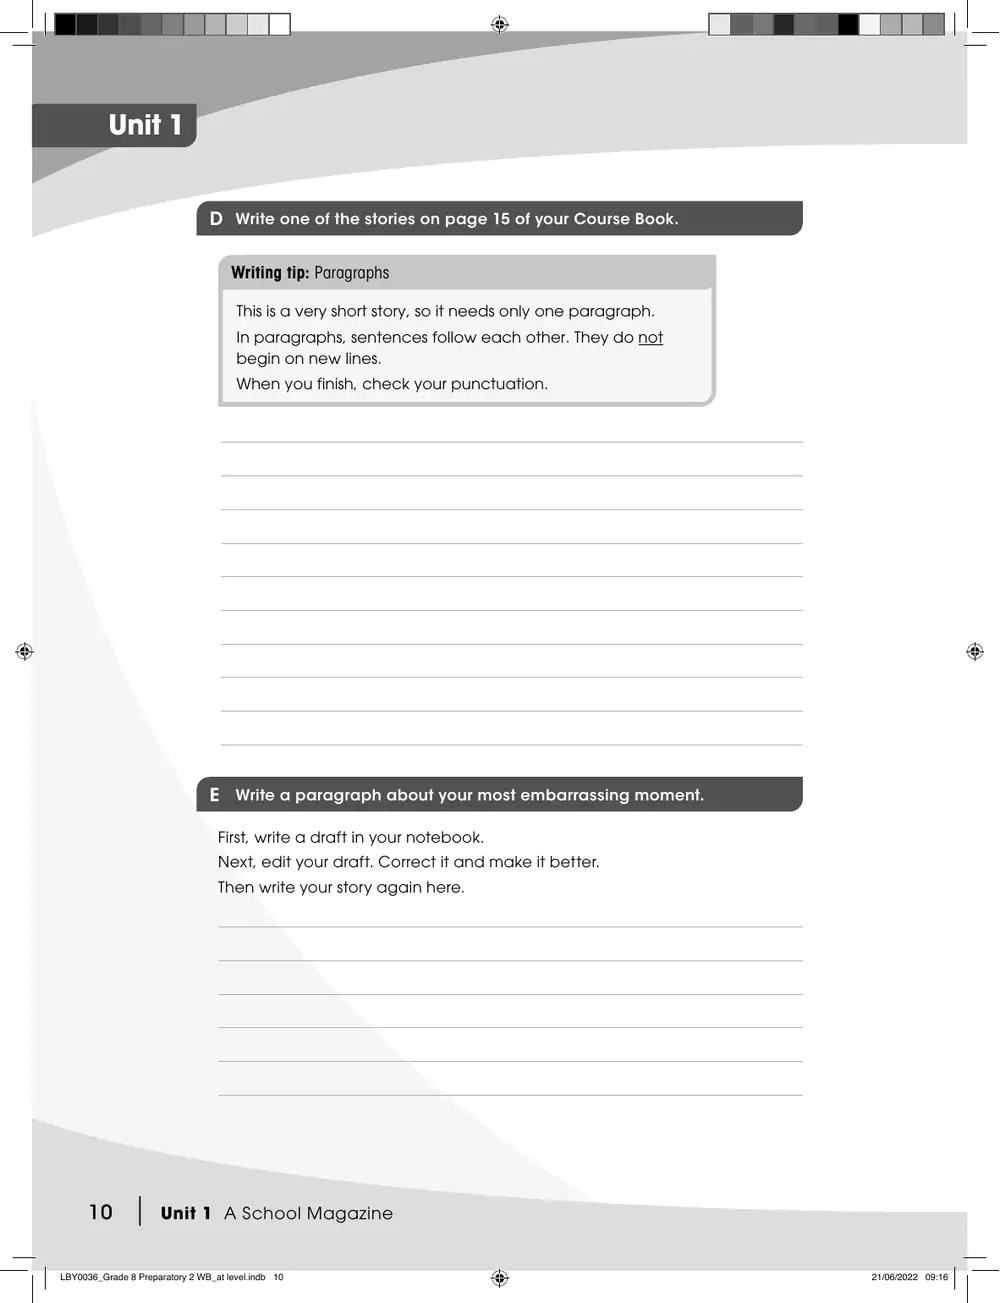 Unit 1
D Write one of the stories on page 15 of your Course Book.
Writing tip: Paragraphs
This is a very short story, so it needs only one paragraph.
In paragraphs, sentences follow each other. They do not
begin on new lines.
When you finish, check your punctuation.
E Write a paragraph about your most embarrassing moment.
First, write a draft in your notebook.
Next, edit your draft. Correct it and make it better.
Then write your story again here.
10 Unit 1 A School Magazine
LBY0036_Grade 8 Preparatory 2 WB_at level.indb 10 21/06/2022 09:16